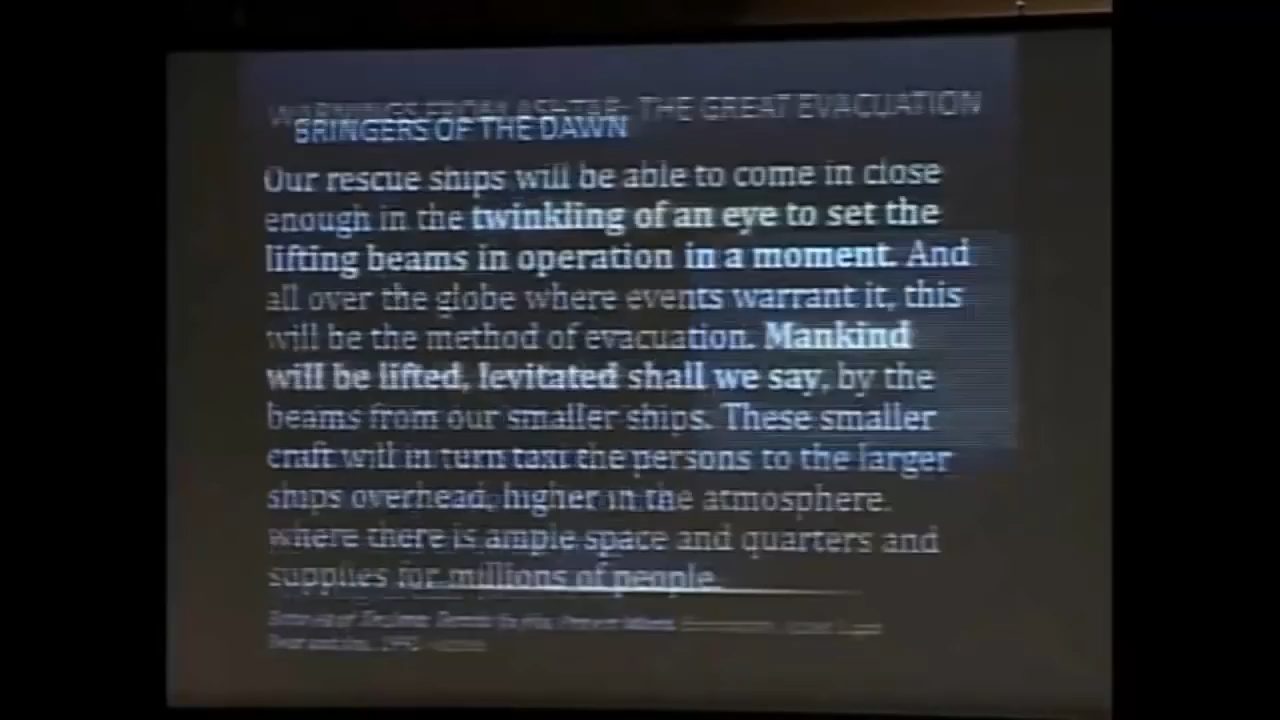 WARNINGS FROM ASHTAR: THE GREAT EVACUATION
BRINGERS OF THE DAWN
Our rescue ships will be able to come in close
enough in the twinkling of an eye to set the
lifting beams in operation in a moment. And
all over the globe where events warrant it, this
will be the method of evacuation. Mankind
will be lifted, levitated shall we say, by the
beams from our smaller ships. These smaller
craft will in turn taxi the persons to the larger
ships overhead, higher in the atmosphere.
where there is ample space and quarters and
supplies for millions of people.